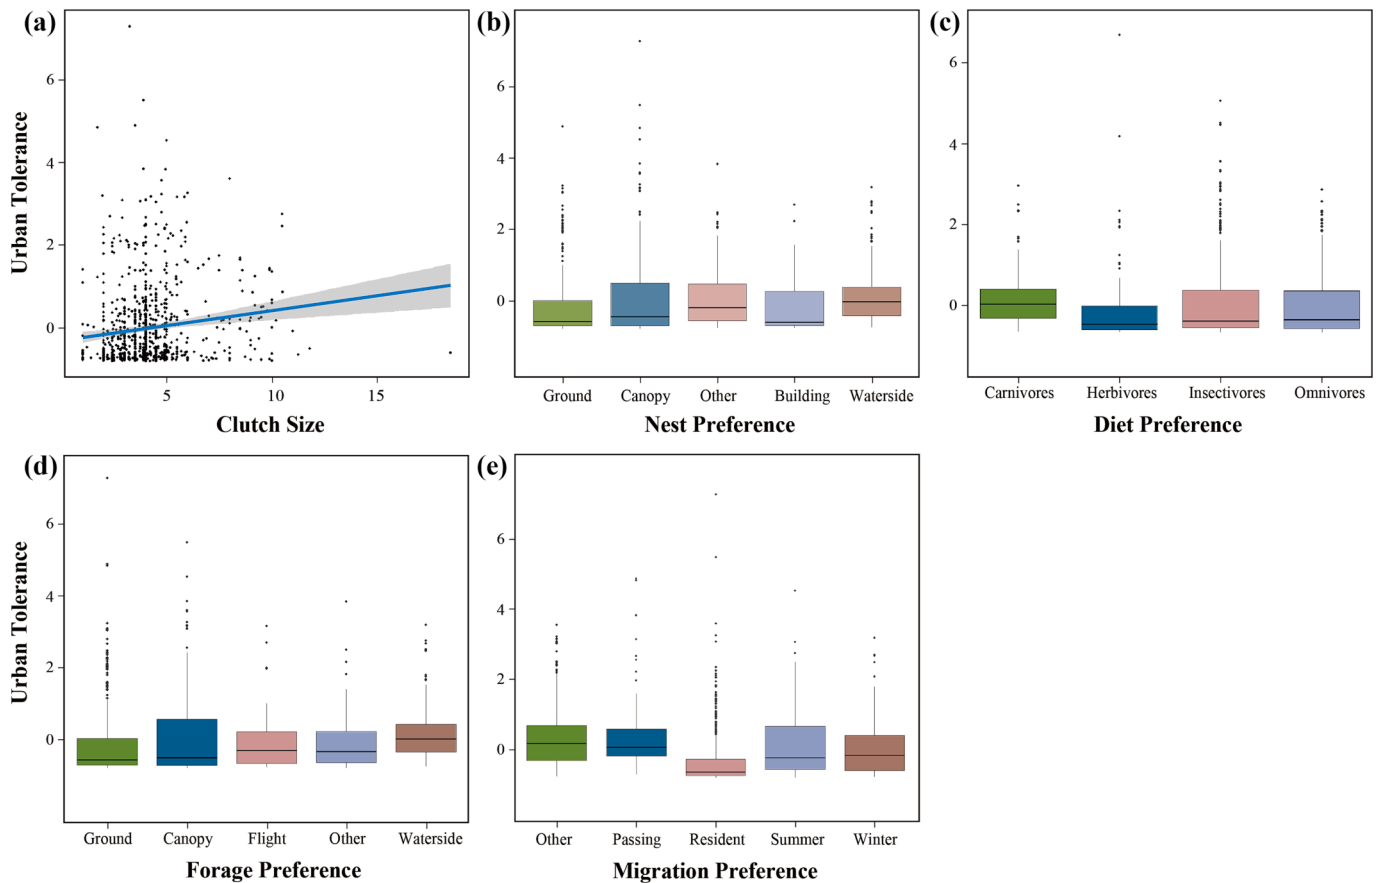 (a)
Urban Tolerance
6
4
2
0
5 10 15
Clutch Size
(b)
6
4
2
0
Ground Canopy Other Building Waterside
Nest Preference
(c)
6
4
2
0
Carnivores Herbivores Insectivores Omnivores
Diet Preference
(d)
Urban Tolerance
6
4
2
0
Ground Canopy Flight Other Waterside
Forage Preference
(e)
6
4
2
0
Other Passing Resident Summer Winter
Migration Preference